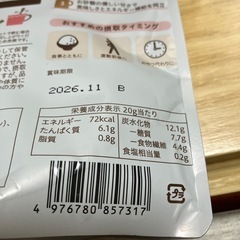 おすすめの摂取タイミング
賞味期限
2026.11 B
栄養成分表示 20g当たり
エネルギー 72kcal
たんぱく質 6.1g
脂質 0.8g
炭水化物 12.1g
－糖質 7.7g
－食物繊維 4.4g
食塩相当量 0.2g
プラ
4 976780 857317